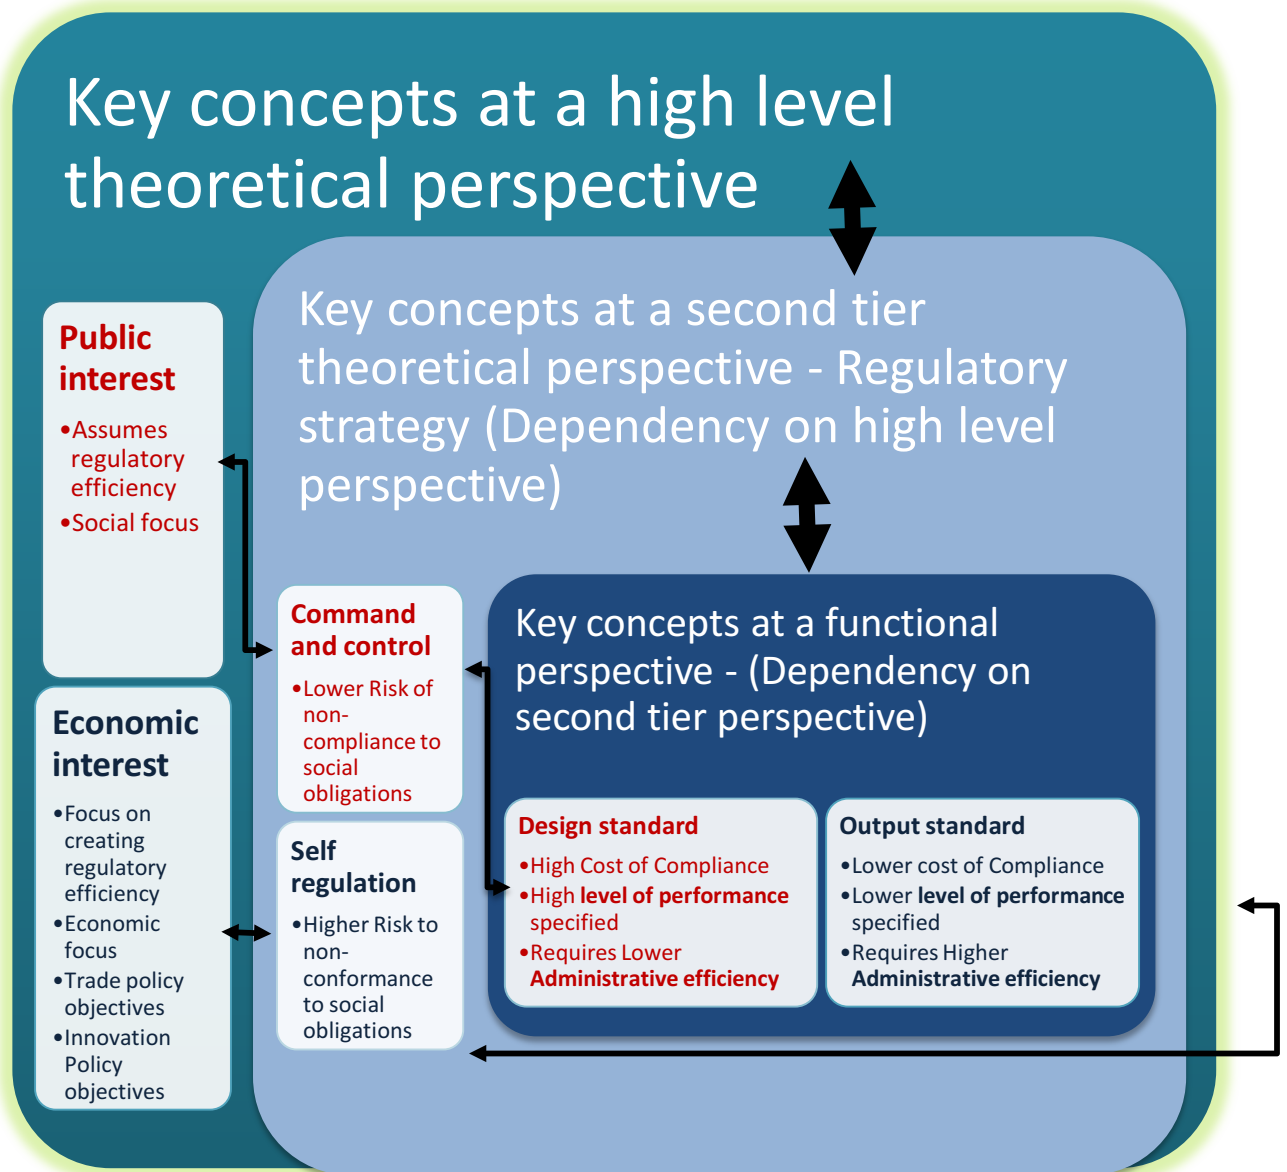 Key concepts at a high level
theoretical perspective
Key concepts at a second tier
theoretical perspective - Regulatory
strategy (Dependency on high level
perspective)
Public
interest
•Assumes
regulatory
efficiency
•Social focus
Economic
interest
•Focus on
creating
regulatory
efficiency
•Economic
focus
•Trade policy
objectives
•Innovation
Policy
objectives
Command
and control
•Lower Risk of
non-
compliance to
social
obligations
Self
regulation
•Higher Risk to
non-
conformance
to social
obligations
Key concepts at a functional
perspective - (Dependency on
second tier perspective)
Design standard
•High Cost of Compliance
•High level of performance
specified
•Requires Lower
Administrative efficiency
Output standard
•Lower cost of Compliance
•Lower level of performance
specified
•Requires Higher
Administrative efficiency